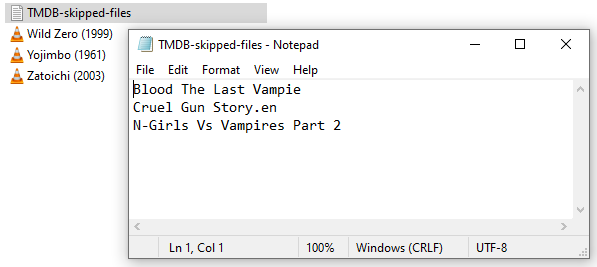 TMDB-skipped-files
Wild Zero (1999)
Yojimbo (1961)
Zatoichi (2003)
TMDB-skipped-files - Notepad
File Edit Format View Help
Blood The Last Vampie
Cruel Gun Story.en
N-Girls Vs Vampires Part 2
Ln 1, Col 1 100% Windows (CRLF) UTF-8